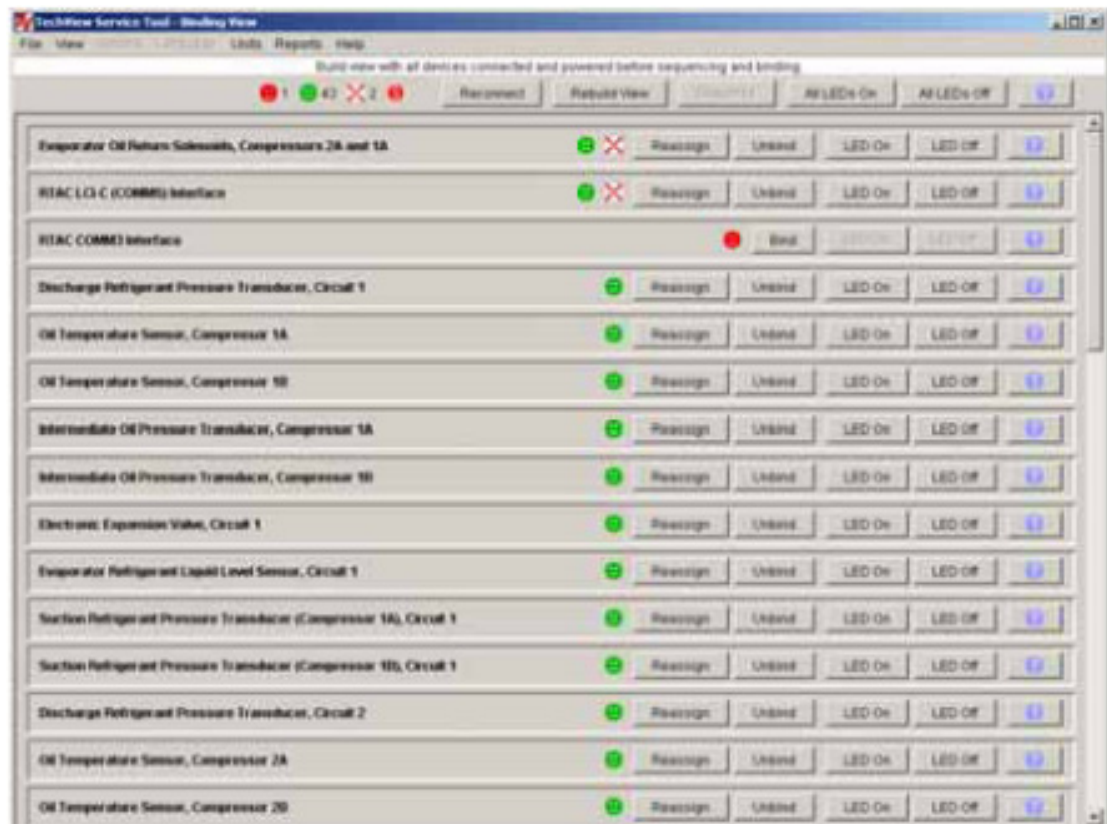 TechView Service Tool - Binding View
File View Units Reports Help
Build view with all devices connected and powered before sequencing and binding.
1 43 2 Reconnect Rebuild View All LEDs On All LEDs Off
Evaporator Oil Return Solenoids, Compressors 2A and 1A Reassign Unbind LED On LED Off
RTAC LCI-C (COMM5) Interface Reassign Unbind LED On LED Off
RTAC COMM3 Interface Bind LED On LED Off
Discharge Refrigerant Pressure Transducer, Circuit 1 Reassign Unbind LED On LED Off
Oil Temperature Sensor, Compressor 1A Reassign Unbind LED On LED Off
Oil Temperature Sensor, Compressor 1B Reassign Unbind LED On LED Off
Intermediate Oil Pressure Transducer, Compressor 1A Reassign Unbind LED On LED Off
Intermediate Oil Pressure Transducer, Compressor 1B Reassign Unbind LED On LED Off
Electronic Expansion Valve, Circuit 1 Reassign Unbind LED On LED Off
Evaporator Refrigerant Liquid Level Sensor, Circuit 1 Reassign Unbind LED On LED Off
Suction Refrigerant Pressure Transducer (Compressor 1A), Circuit 1 Reassign Unbind LED On LED Off
Suction Refrigerant Pressure Transducer (Compressor 1B), Circuit 1 Reassign Unbind LED On LED Off
Discharge Refrigerant Pressure Transducer, Circuit 2 Reassign Unbind LED On LED Off
Oil Temperature Sensor, Compressor 2A Reassign Unbind LED On LED Off
Oil Temperature Sensor, Compressor 2B Reassign Unbind LED On LED Off